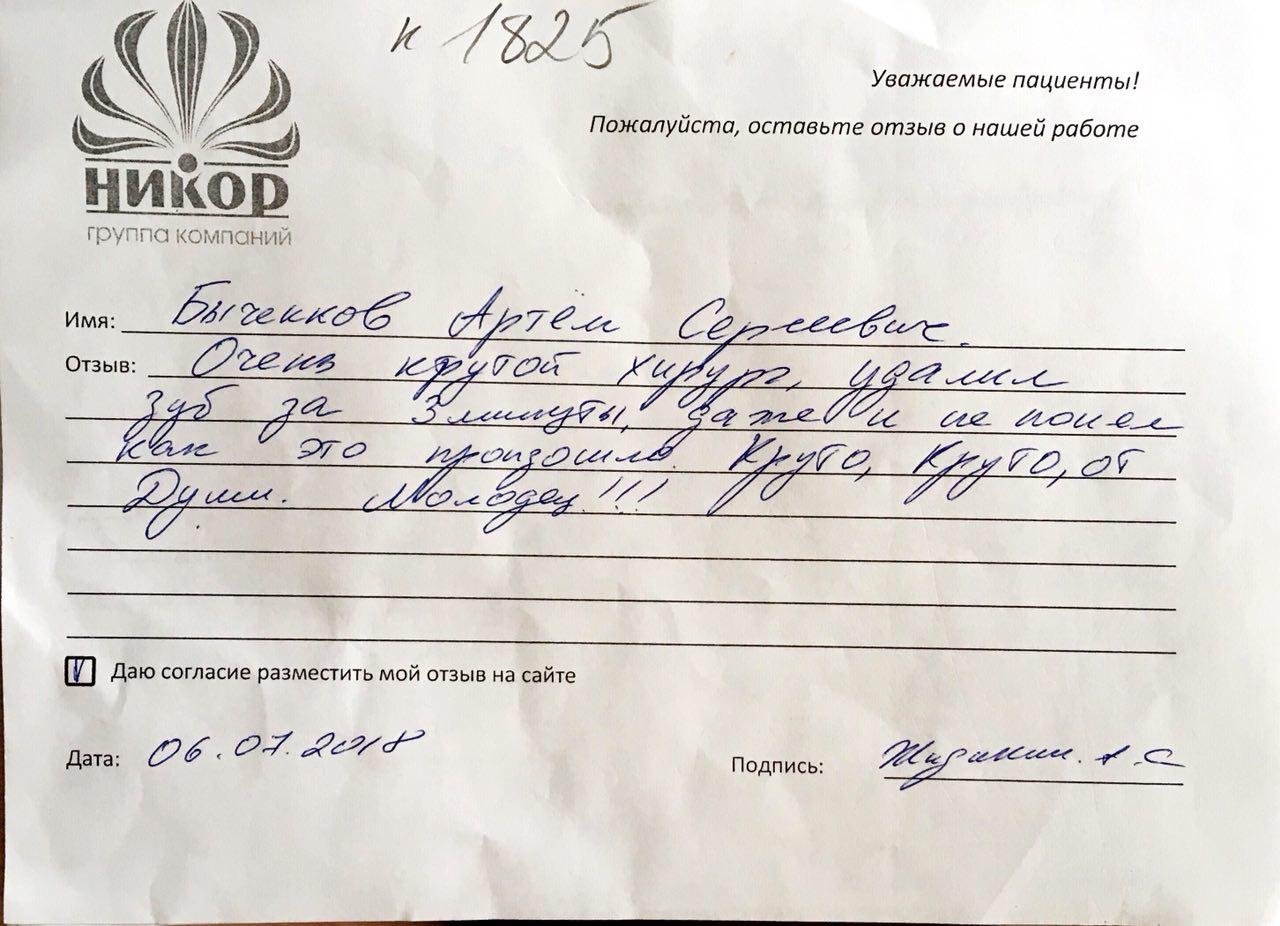 к 1825
Уважаемые пациенты!
Пожалуйста, оставьте отзыв о нашей работе
НИКОР
группа компаний
Имя: Быченков Артём Сергеевич.
Отзыв: Очень крутой хирург, удалил
зуб за 3 минуты, даже и не понел
как это произошло. Круто, Круто, от
Души. Молодец!!!
Даю согласие разместить мой отзыв на сайте
Дата: 06.07.2018
Подпись: А.С